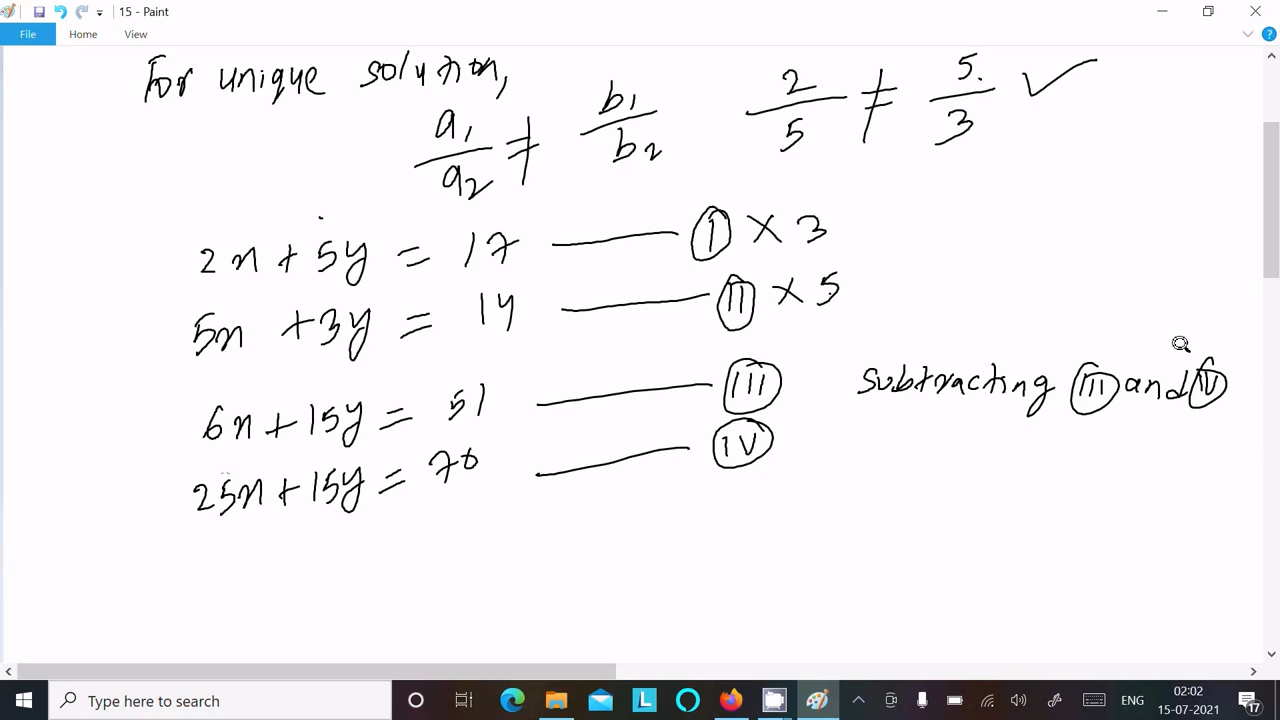 15 - Paint
File Home View
For unique solution,
a1/a2 ≠ b1/b2 2/5 ≠ 5/3 ✓
2x + 5y = 17 —— (I) × 3
5x + 3y = 14 —— (II) × 5
6x + 15y = 51 —— (III) subtracting (III) and (IV)
25x + 15y = 70 —— (IV)
Type here to search
ENG
02:02
15-07-2021
17